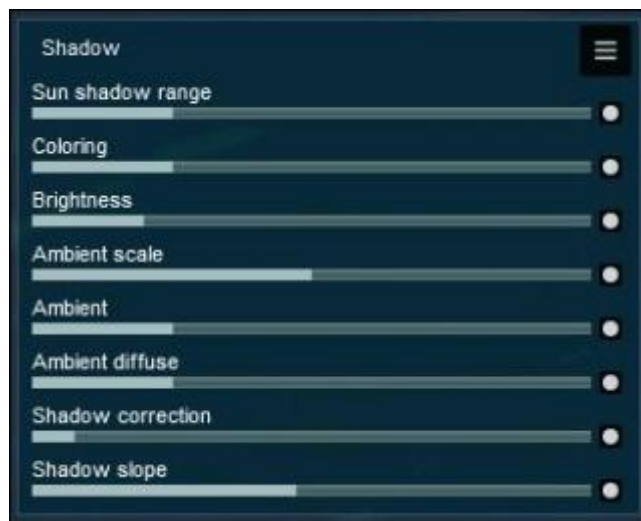 Shadow
Sun shadow range
Coloring
Brightness
Ambient scale
Ambient
Ambient diffuse
Shadow correction
Shadow slope